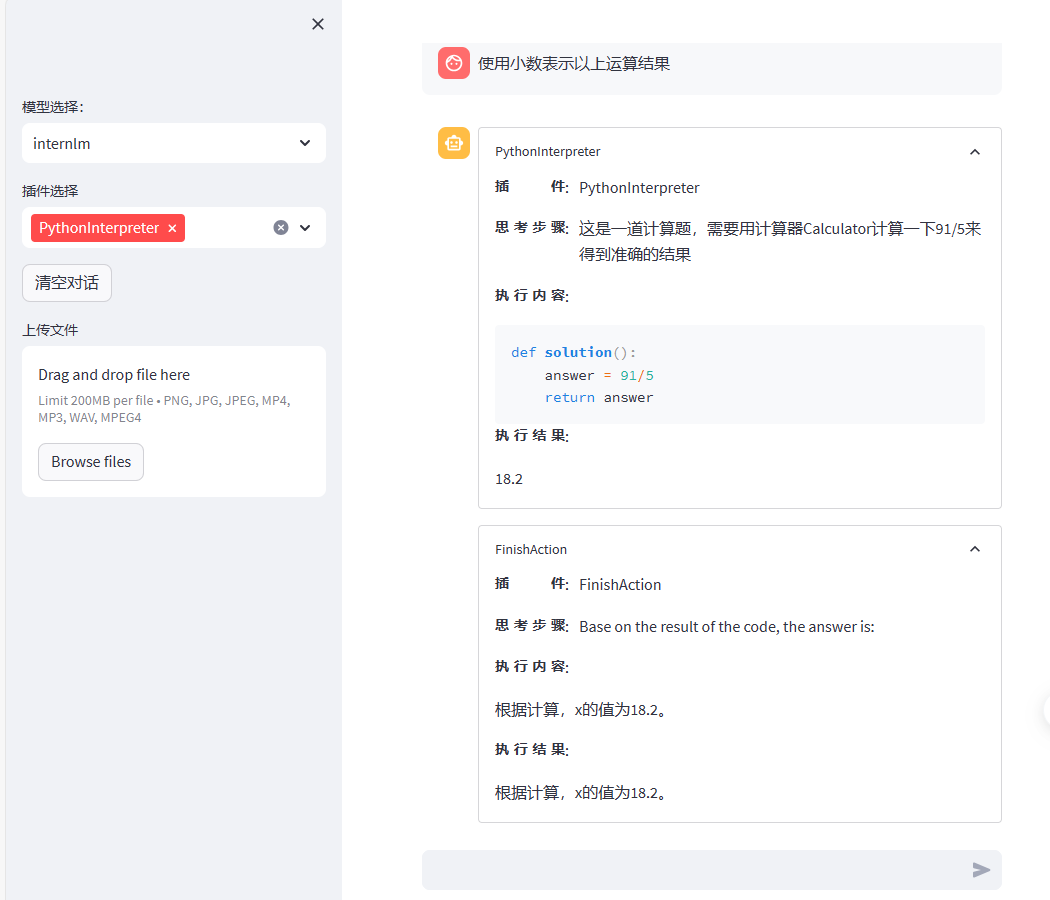 模型选择：
internlm
插件选择
PythonInterpreter ×
清空对话
上传文件
Drag and drop file here
Limit 200MB per file • PNG, JPG, JPEG, MP4,
MP3, WAV, MPEG4
Browse files
使用小数表示以上运算结果
PythonInterpreter
插 件: PythonInterpreter
思 考 步 骤: 这是一道计算题，需要用计算器Calculator计算一下91/5来
得到准确的结果
执 行 内 容:
def solution():
    answer = 91/5
    return answer
执 行 结 果:
18.2
FinishAction
插 件: FinishAction
思 考 步 骤: Base on the result of the code, the answer is:
执 行 内 容:
根据计算，x的值为18.2。
执 行 结 果:
根据计算，x的值为18.2。